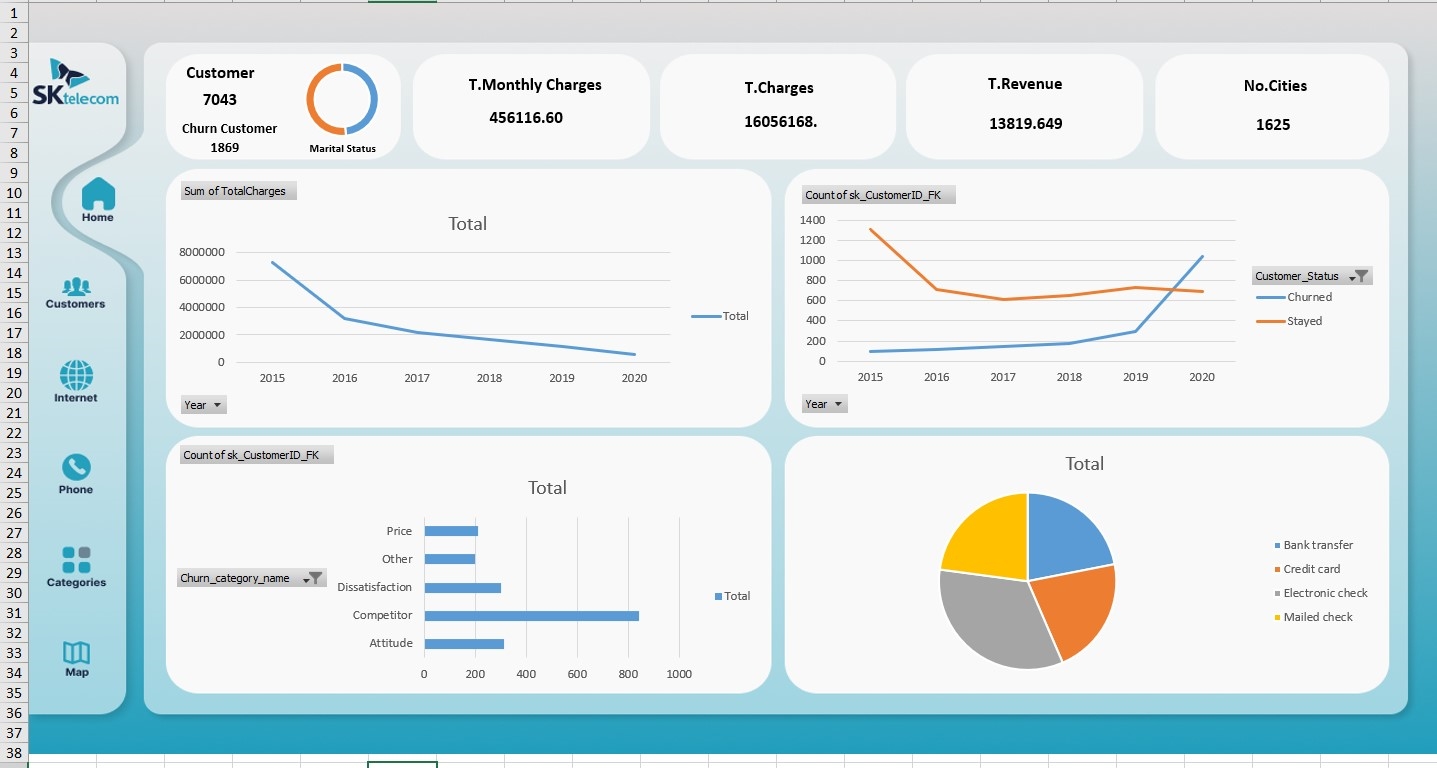 1
2
3
4
5
6
7
8
9
10
11
12
13
14
15
16
17
18
19
20
21
22
23
24
25
26
27
28
29
30
31
32
33
34
35
36
37
38
SKtelecom
Home
Customers
Internet
Phone
Categories
Map
Customer
7043
Churn Customer
1869
Marital Status
T.Monthly Charges
456116.60
T.Charges
16056168.
T.Revenue
13819.649
No.Cities
1625
Sum of TotalCharges
Total
8000000
6000000
4000000
2000000
0
2015 2016 2017 2018 2019 2020
Total
Year
Count of sk_CustomerID_FK
1400
1200
1000
800
600
400
200
0
2015 2016 2017 2018 2019 2020
Customer_Status
Churned
Stayed
Year
Count of sk_CustomerID_FK
Total
Churn_category_name
Price
Other
Dissatisfaction
Competitor
Attitude
0 200 400 600 800 1000
Total
Total
Bank transfer
Credit card
Electronic check
Mailed check